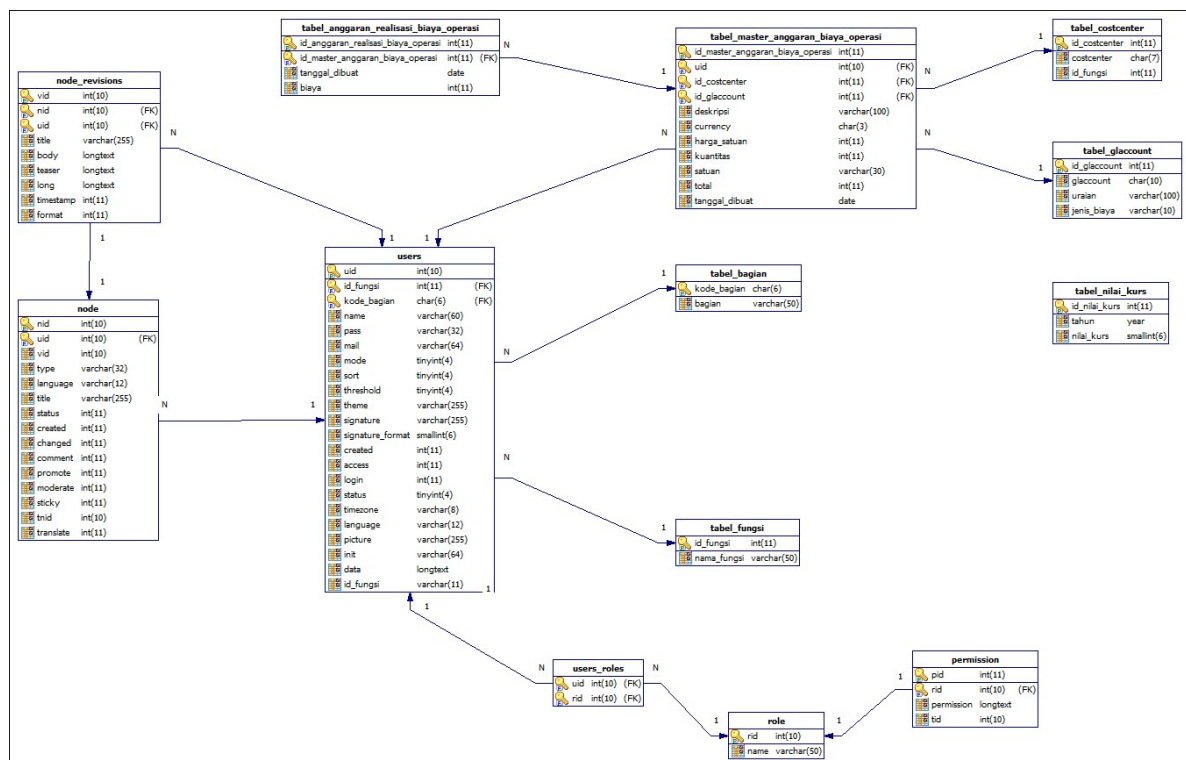 tabel_anggaran_realisasi_biaya_operasi
id_anggaran_realisasi_biaya_operasi int(11)
id_master_anggaran_biaya_operasi int(11) (FK)
tanggal_dibuat date
biaya int(11)
N
1
tabel_master_anggaran_biaya_operasi
id_master_anggaran_biaya_operasi int(11)
uid int(10) (FK)
id_costcenter int(11) (FK)
id_glaccount int(11) (FK)
deskripsi varchar(100)
currency char(3)
harga_satuan int(11)
kuantitas int(11)
satuan varchar(30)
total int(11)
tanggal_dibuat date
N
N
N
1
1
tabel_costcenter
id_costcenter int(11)
costcenter char(7)
id_fungsi int(11)
tabel_glaccount
id_glaccount int(11)
glaccount char(10)
uraian varchar(100)
jenis_biaya varchar(10)
node_revisions
vid int(10)
nid int(10) (FK)
uid int(10) (FK)
title varchar(255)
body longtext
teaser longtext
long longtext
timestamp int(11)
format int(11)
N
1
1
1
1
node
nid int(10)
uid int(10) (FK)
vid int(10)
type varchar(32)
language varchar(12)
title varchar(255)
status int(11)
created int(11)
changed int(11)
comment int(11)
promote int(11)
moderate int(11)
sticky int(11)
tnid int(10)
translate int(11)
N
1
users
uid int(10)
id_fungsi int(11) (FK)
kode_bagian char(6) (FK)
name varchar(60)
pass varchar(32)
mail varchar(64)
mode tinyint(4)
sort tinyint(4)
threshold tinyint(4)
theme varchar(255)
signature varchar(255)
signature_format smallint(6)
created int(11)
access int(11)
login int(11)
status tinyint(4)
timezone varchar(8)
language varchar(12)
picture varchar(255)
init varchar(64)
data longtext
id_fungsi varchar(11)
1
1
N
1
N
1
tabel_bagian
kode_bagian char(6)
bagian varchar(50)
tabel_nilai_kurs
id_nilai_kurs int(11)
tahun year
nilai_kurs smallint(6)
tabel_fungsi
id_fungsi int(11)
nama_fungsi varchar(50)
N
users_roles
uid int(10) (FK)
rid int(10) (FK)
N
1
role
rid int(10)
name varchar(50)
1
1
permission
pid int(11)
rid int(10) (FK)
permission longtext
tid int(10)